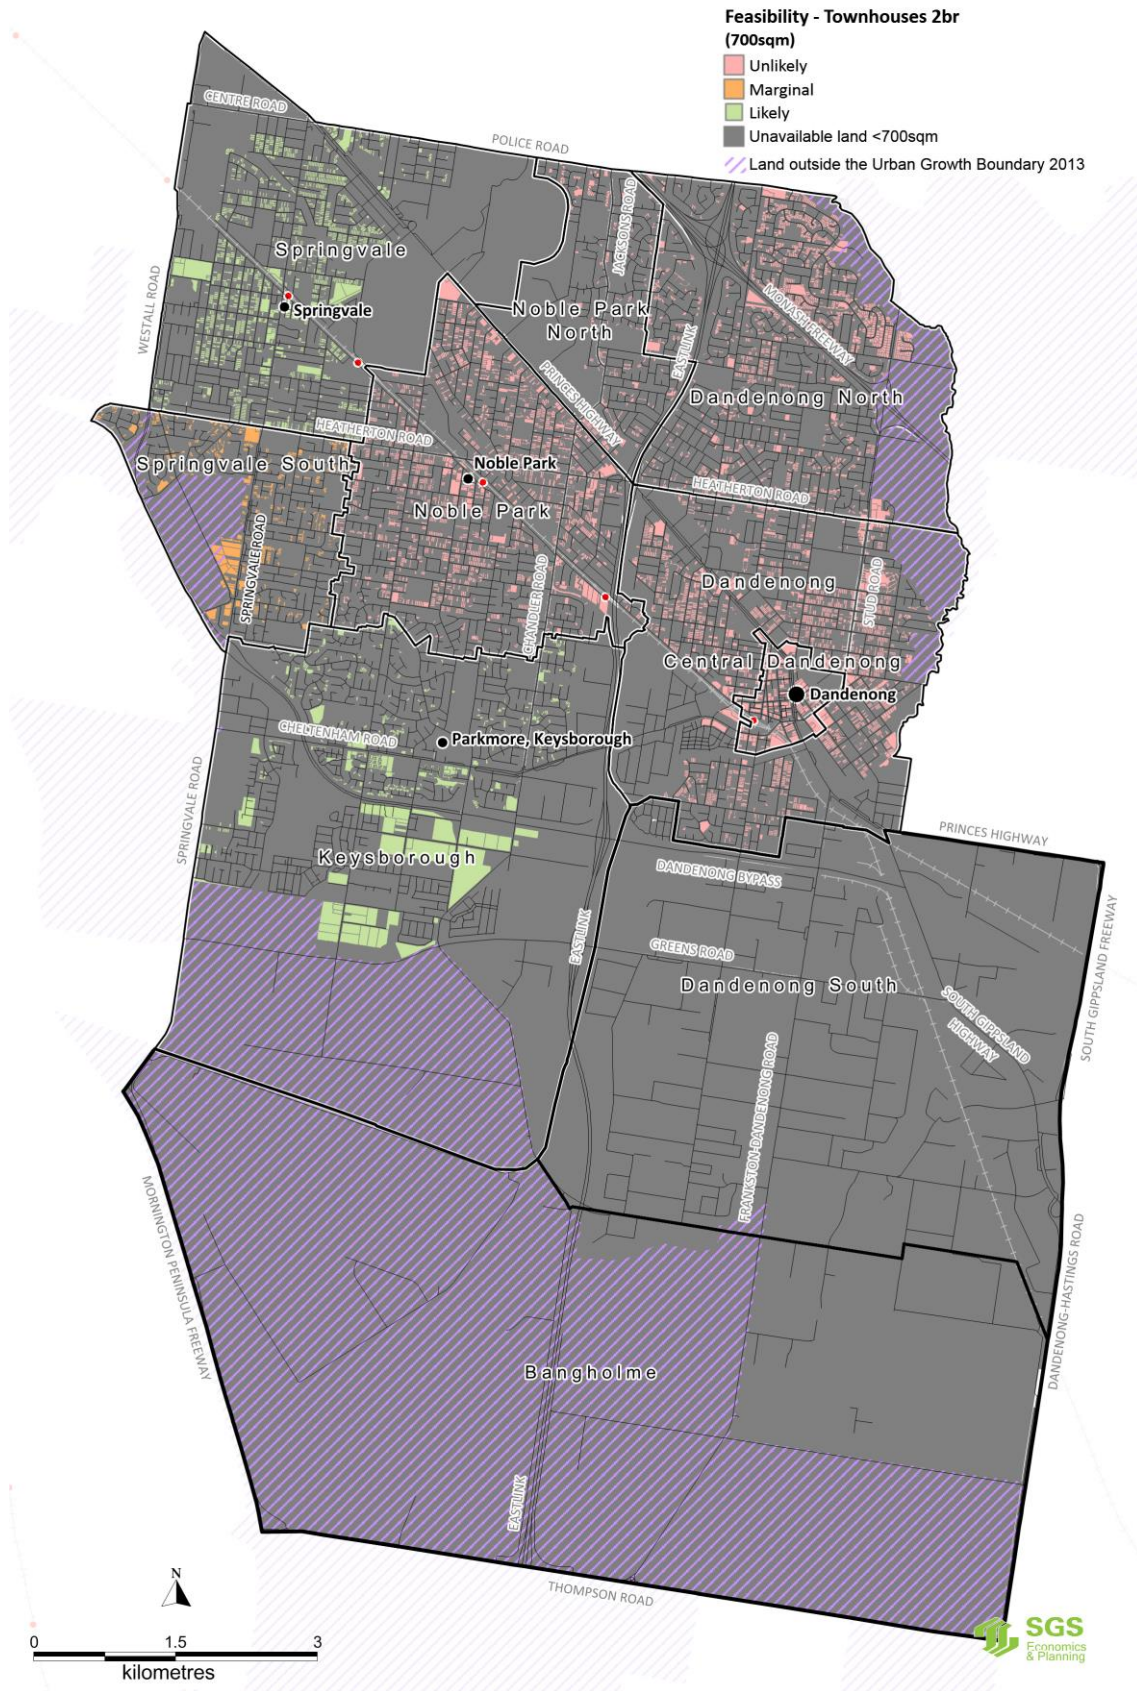 Feasibility - Townhouses 2br
(700sqm)
Unlikely
Marginal
Likely
Unavailable land <700sqm
Land outside the Urban Growth Boundary 2013
CENTRE ROAD
POLICE ROAD
JACKSONS ROAD
Springvale
WESTALL ROAD
Springvale
Noble Park
North
MONASH FREEWAY
EASTLINK
PRINCES HIGHWAY
Dandenong North
HEATHERTON ROAD
Springvale South
Noble Park
HEATHERTON ROAD
Noble Park
SPRINGVALE ROAD
CHANDLER ROAD
Dandenong
STUD ROAD
Central Dandenong
Dandenong
CHELTENHAM ROAD
Parkmore, Keysborough
SPRINGVALE ROAD
PRINCES HIGHWAY
Keysborough
DANDENONG BYPASS
EASTLINK
GREENS ROAD
SOUTH GIPPSLAND FREEWAY
Dandenong South
SOUTH GIPPSLAND
HIGHWAY
FRANKSTON-DANDENONG ROAD
MORNINGTON PENINSULA FREEWAY
DANDENONG-HASTINGS ROAD
Bangholme
EASTLINK
THOMPSON ROAD
N
0 1.5 3
kilometres
SGS
Economics
& Planning